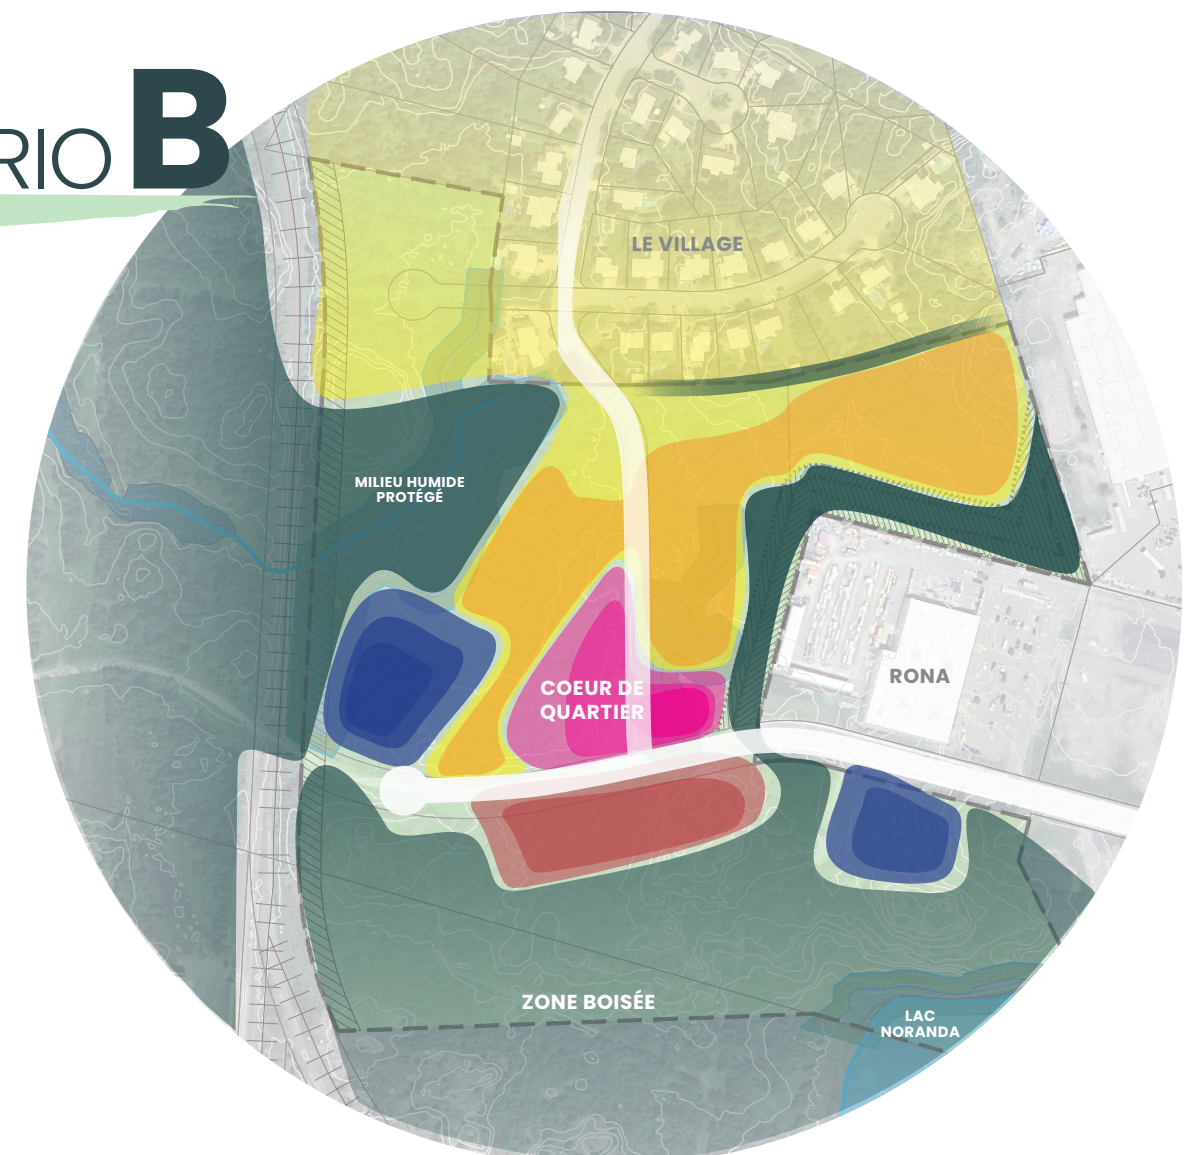 RIO B
LE VILLAGE
MILIEU HUMIDE
PROTÉGÉ
COEUR DE
QUARTIER
RONA
ZONE BOISÉE
LAC
NORANDA